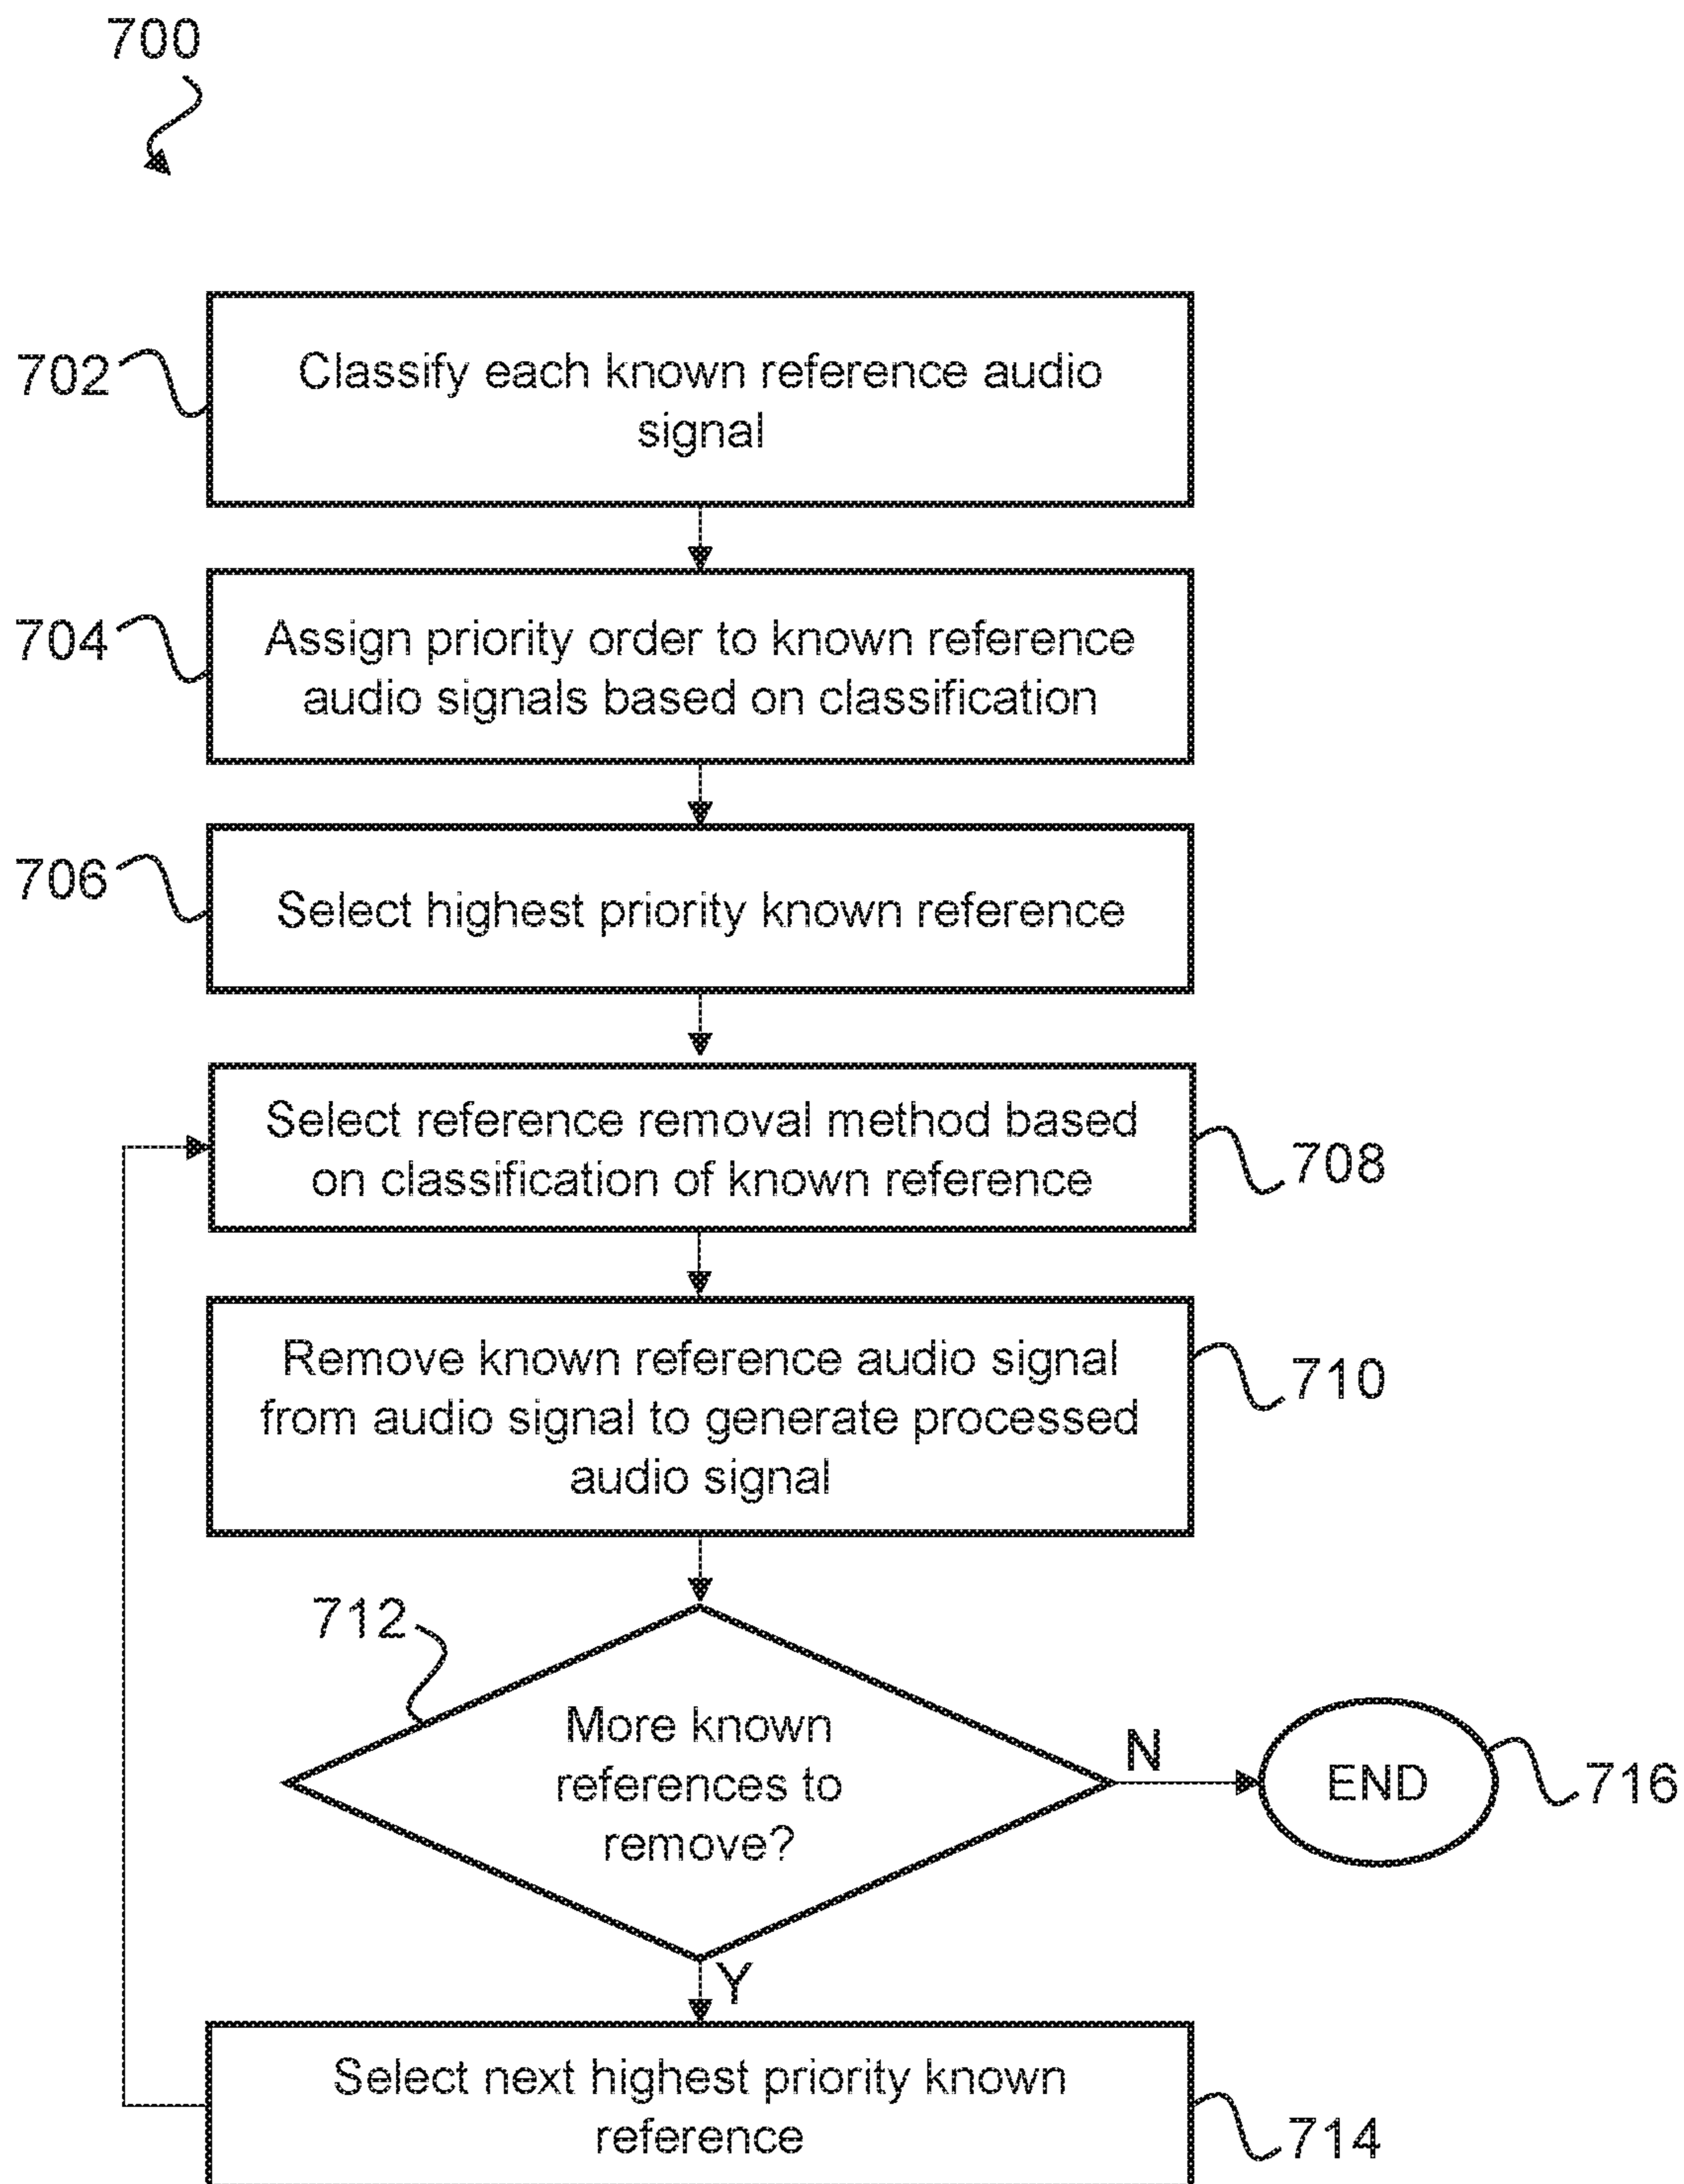 700
702
Classify each known reference audio
signal
704
Assign priority order to known reference
audio signals based on classification
706
Select highest priority known reference
Select reference removal method based
on classification of known reference
708
Remove known reference audio signal
from audio signal to generate processed
audio signal
710
712
More known
references to
remove?
N
END
716
Y
Select next highest priority known
reference
714